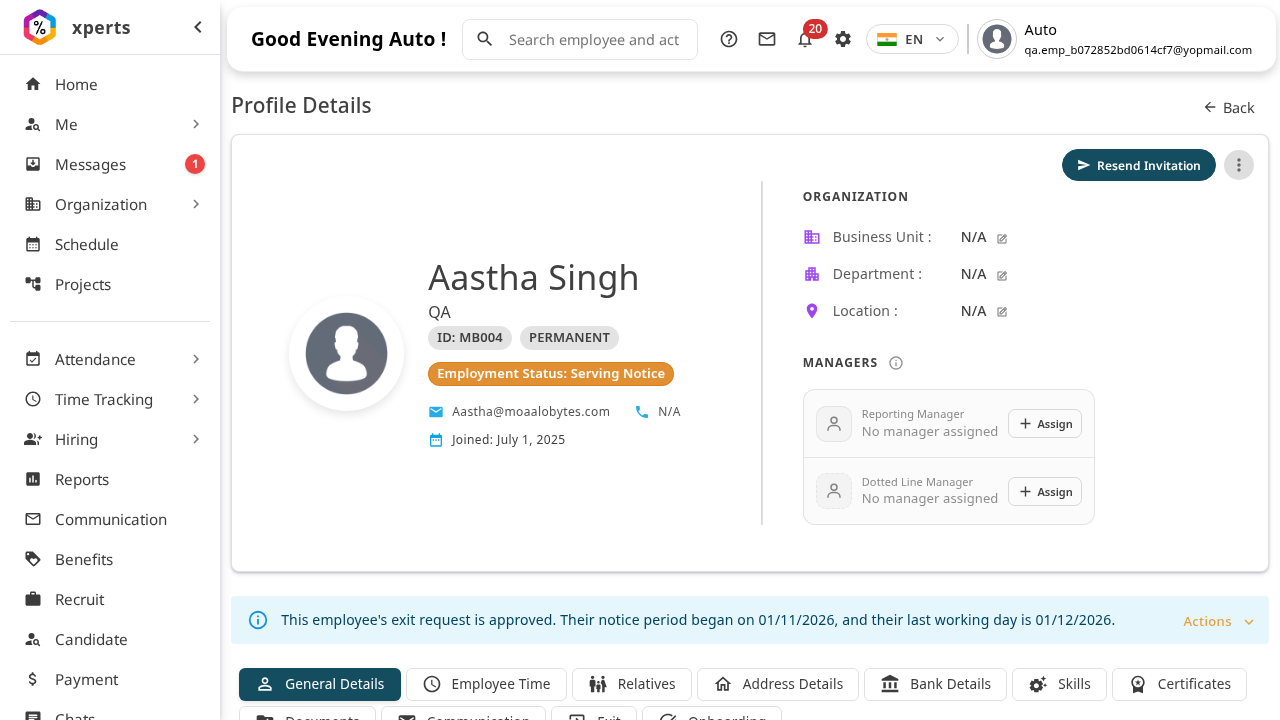 xperts
Home
Me
Messages 1
Organization
Schedule
Projects
Attendance
Time Tracking
Hiring
Reports
Communication
Benefits
Recruit
Candidate
Payment
Chats
Good Evening Auto !
Search employee and act
20
EN
Auto
qa.emp_b072852bd0614cf7@yopmail.com
Profile Details
Back
Resend Invitation
Aastha Singh
QA
ID: MB004 PERMANENT
Employment Status: Serving Notice
Aastha@moaalobytes.com N/A
Joined: July 1, 2025
ORGANIZATION
Business Unit : N/A
Department : N/A
Location : N/A
MANAGERS
Reporting Manager
No manager assigned
Assign
Dotted Line Manager
No manager assigned
Assign
This employee's exit request is approved. Their notice period began on 01/11/2026, and their last working day is 01/12/2026.
Actions
General Details Employee Time Relatives Address Details Bank Details Skills Certificates
Documents Communication Exit Onboarding